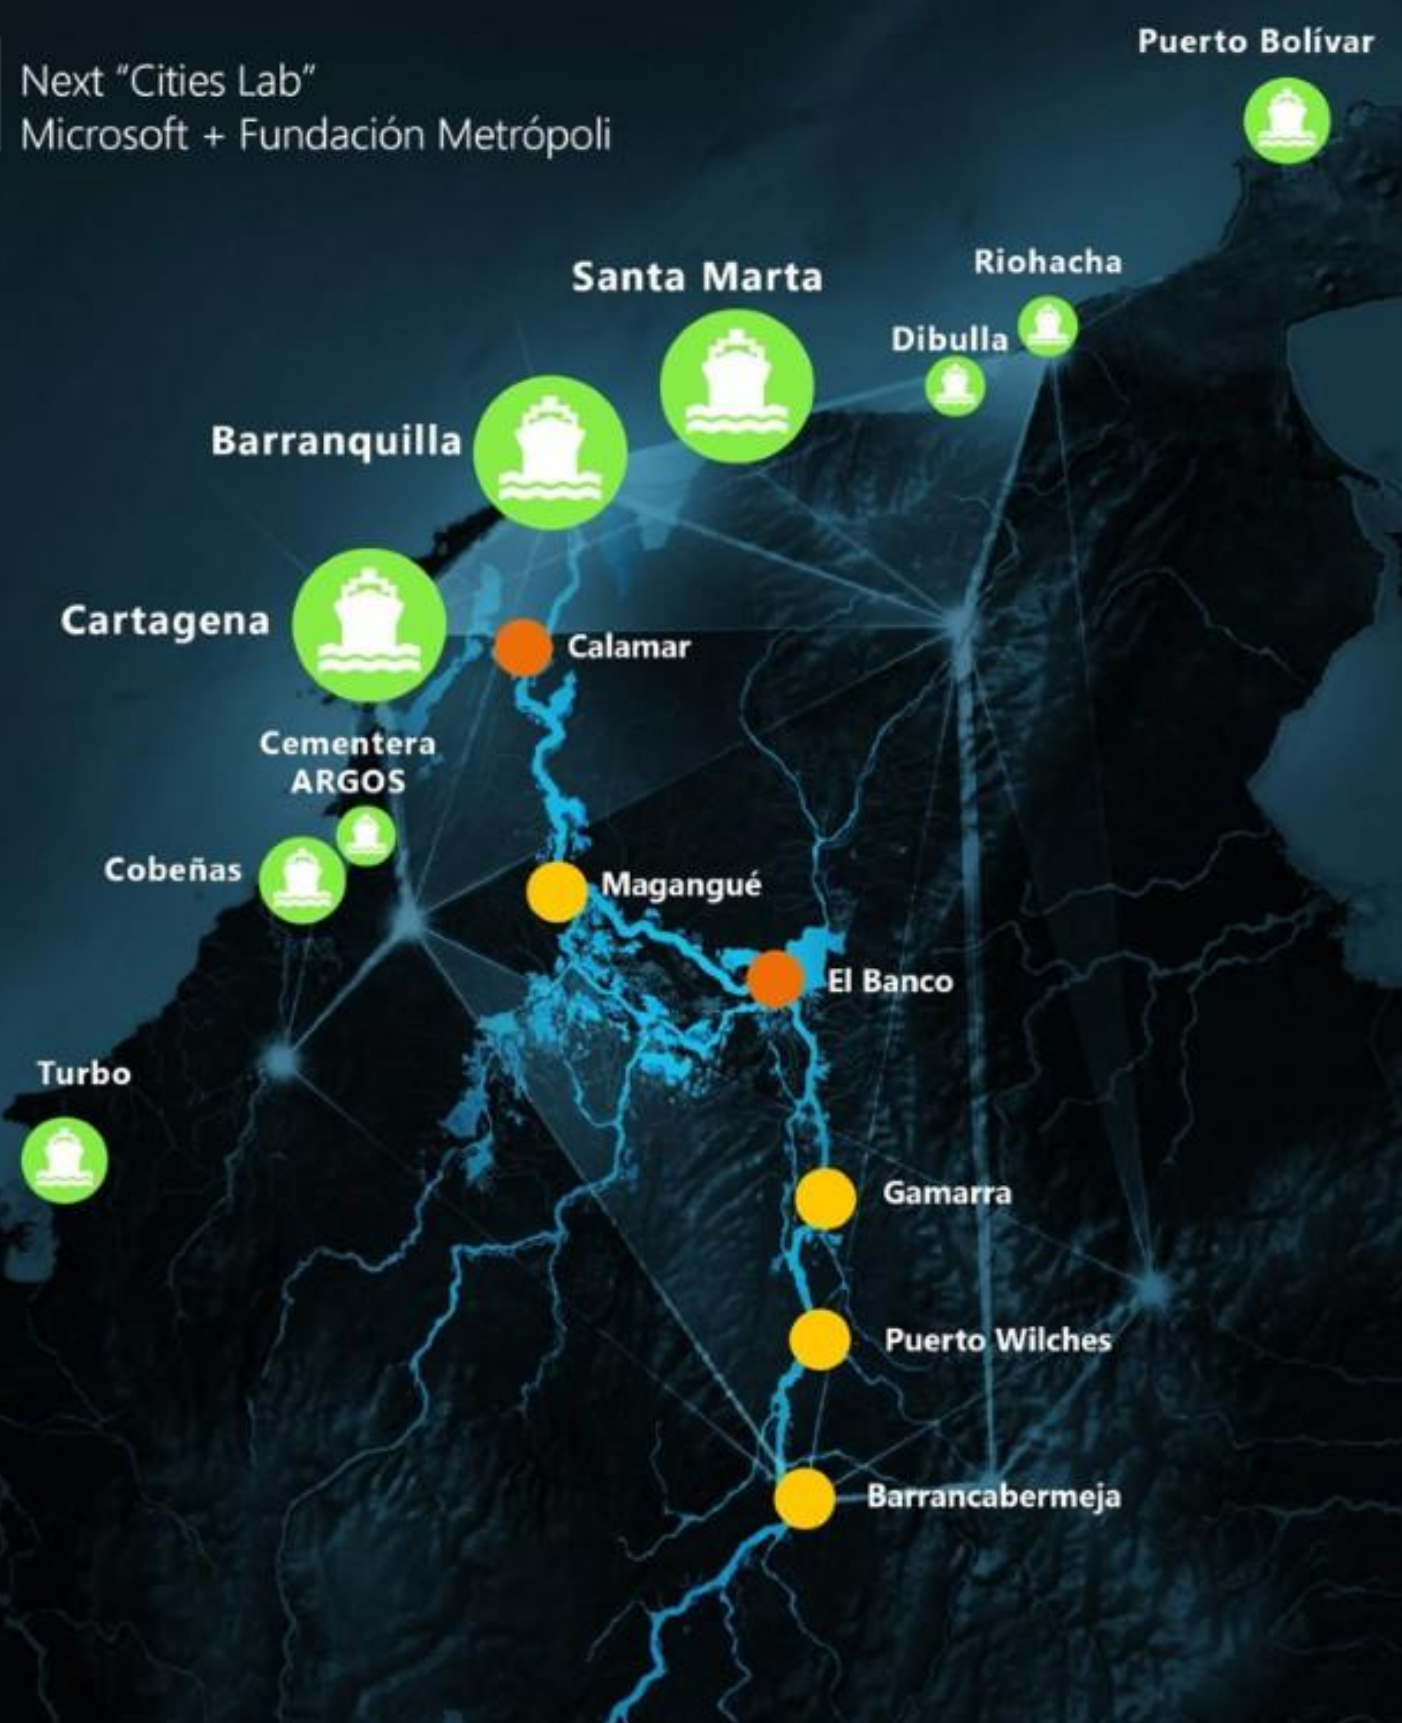 Next “Cities Lab”
Microsoft + Fundación Metrópoli
Puerto Bolívar
Riohacha
Santa Marta
Dibulla
Barranquilla
Cartagena
Calamar
Cementera
ARGOS
Cobeñas
Magangué
El Banco
Turbo
Gamarra
Puerto Wilches
Barrancabermeja